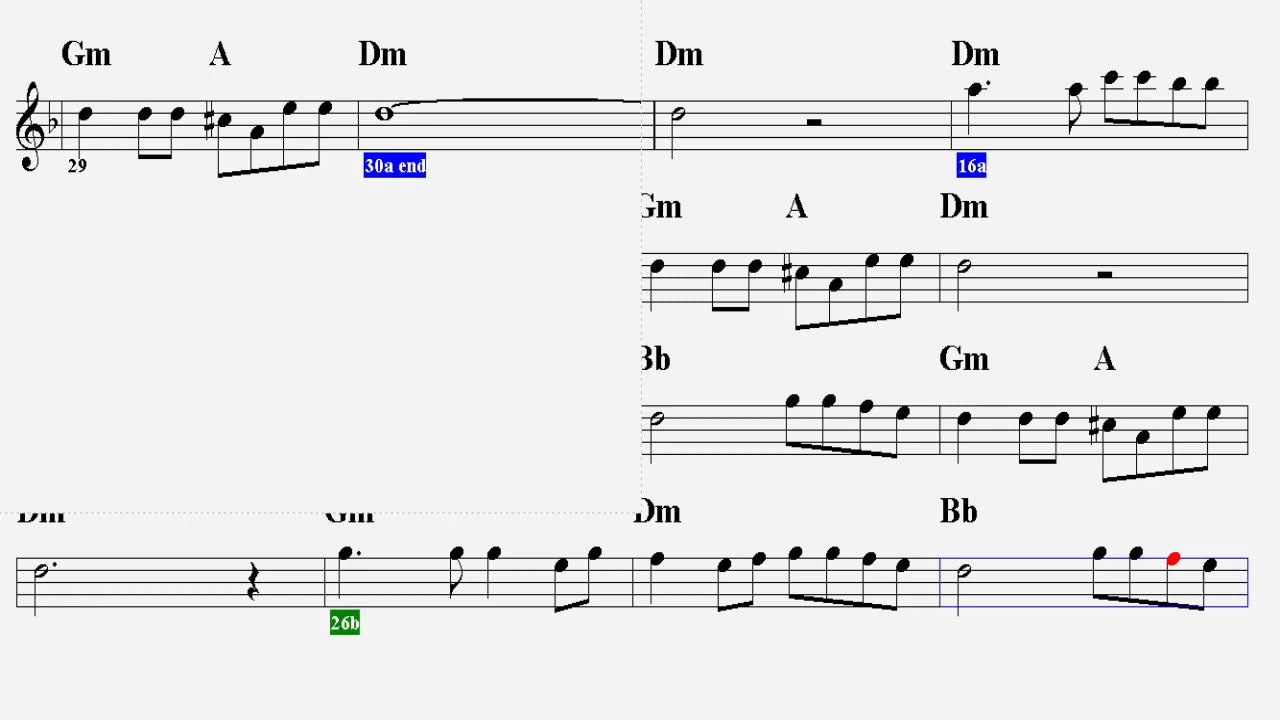 Gm A Dm Dm Dm
29 30a end 16a
Gm A Dm
Bb Gm A
Dm Gm Dm Bb
26b